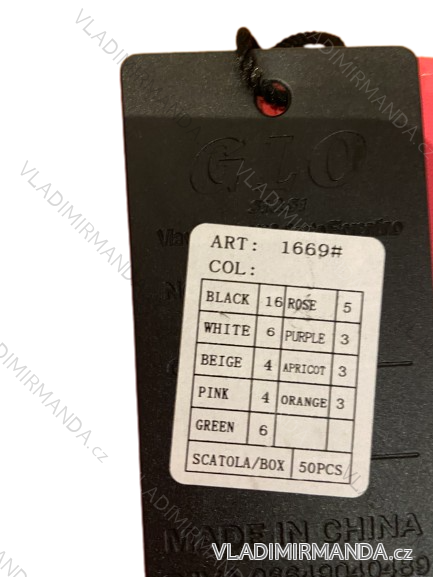 GIO
ART: 1669#
COL:
BLACK 16 ROSE 5
WHITE 6 PURPLE 3
BEIGE 4 APRICOT 3
PINK 4 ORANGE 3
GREEN 6
SCATOLA/BOX 50PCS
MADE IN CHINA
VLADIMIRMANDA.CZ